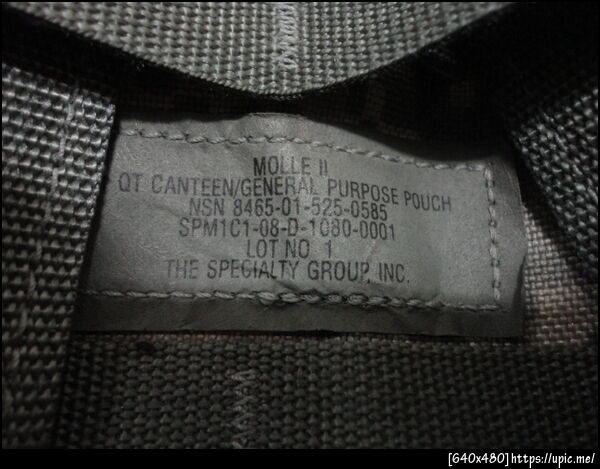 MOLLE II
QT CANTEEN/GENERAL PURPOSE POUCH
NSN 8465-01-525-0585
SPM1C1-08-D-1080-0001
LOT NO 1
THE SPECIALTY GROUP, INC.
[640x480]https://upic.me/